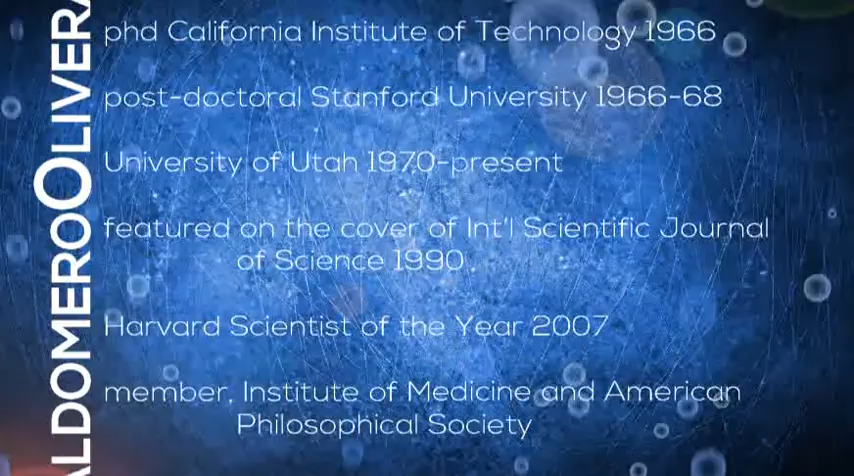 ALDOMEROOLIVERA
phd California Institute of Technology 1966
post-doctoral Stanford University 1966-68
University of Utah 1970-present
featured on the cover of Int'l Scientific Journal
of Science 1990
Harvard Scientist of the Year 2007
member, Institute of Medicine and American
Philosophical Society